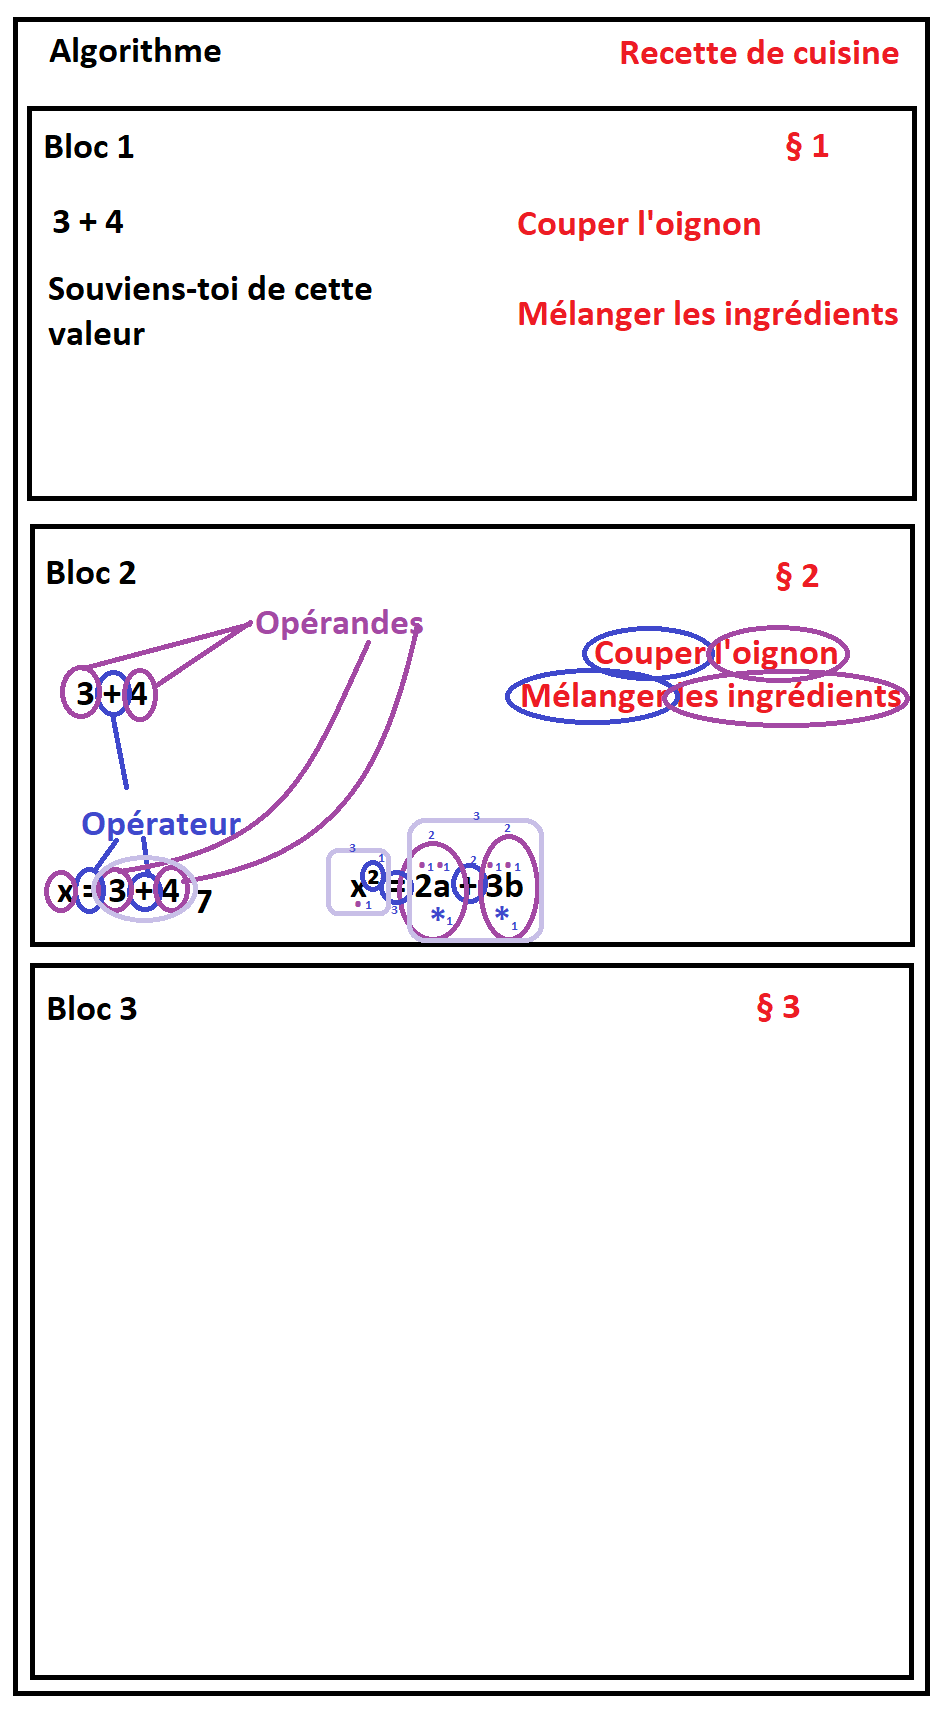 Algorithme
Recette de cuisine
Bloc 1
§ 1
3 + 4
Couper l'oignon
Souviens-toi de cette
valeur
Mélanger les ingrédients
Bloc 2
§ 2
Opérandes
Couper l'oignon
3 + 4
Mélanger les ingrédients
Opérateur
x = 3 + 4
7
3
3
2
2
1
1 1
2
1 1
x² = 2a + 3b
1
3
* 1
* 1
Bloc 3
§ 3